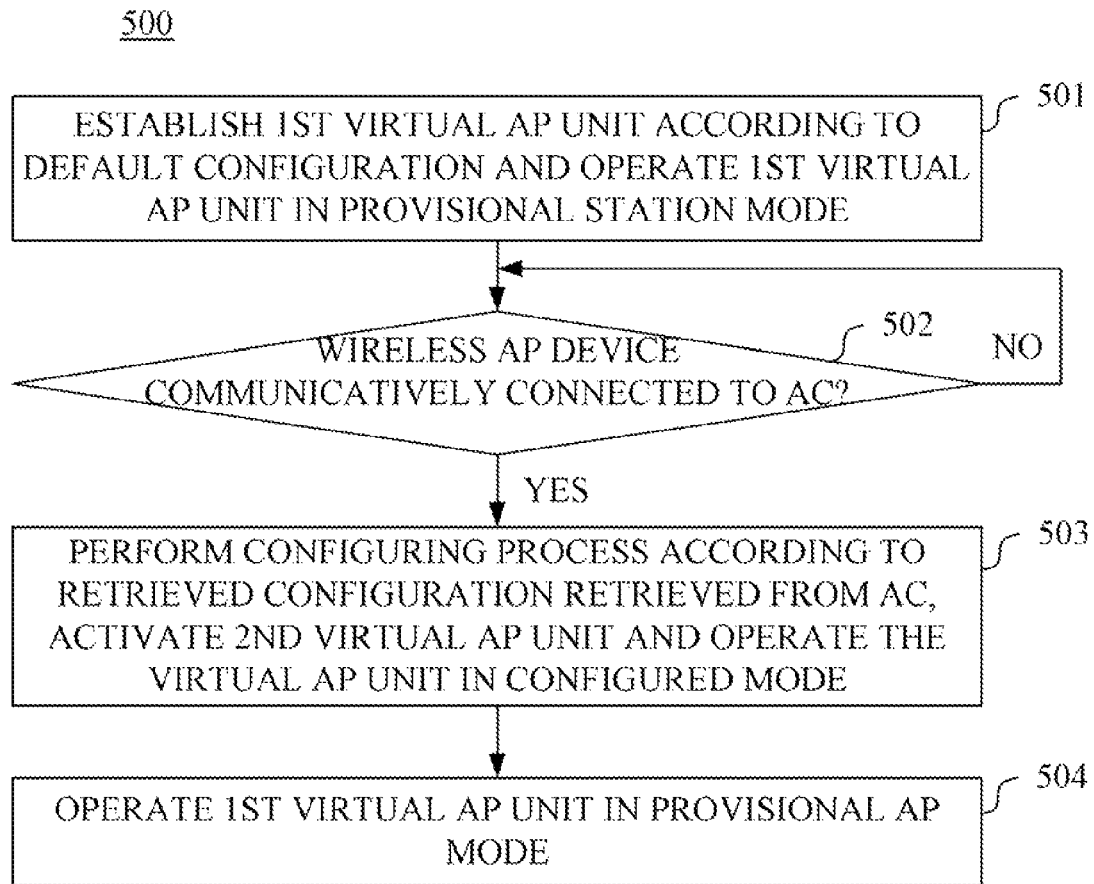 500
501
ESTABLISH 1ST VIRTUAL AP UNIT ACCORDING TO
DEFAULT CONFIGURATION AND OPERATE 1ST VIRTUAL
AP UNIT IN PROVISIONAL STATION MODE
502
NO
WIRELESS AP DEVICE
COMMUNICATIVELY CONNECTED TO AC?
YES
503
PERFORM CONFIGURING PROCESS ACCORDING TO
RETRIEVED CONFIGURATION RETRIEVED FROM AC,
ACTIVATE 2ND VIRTUAL AP UNIT AND OPERATE THE
VIRTUAL AP UNIT IN CONFIGURED MODE
504
OPERATE 1ST VIRTUAL AP UNIT IN PROVISIONAL AP
MODE